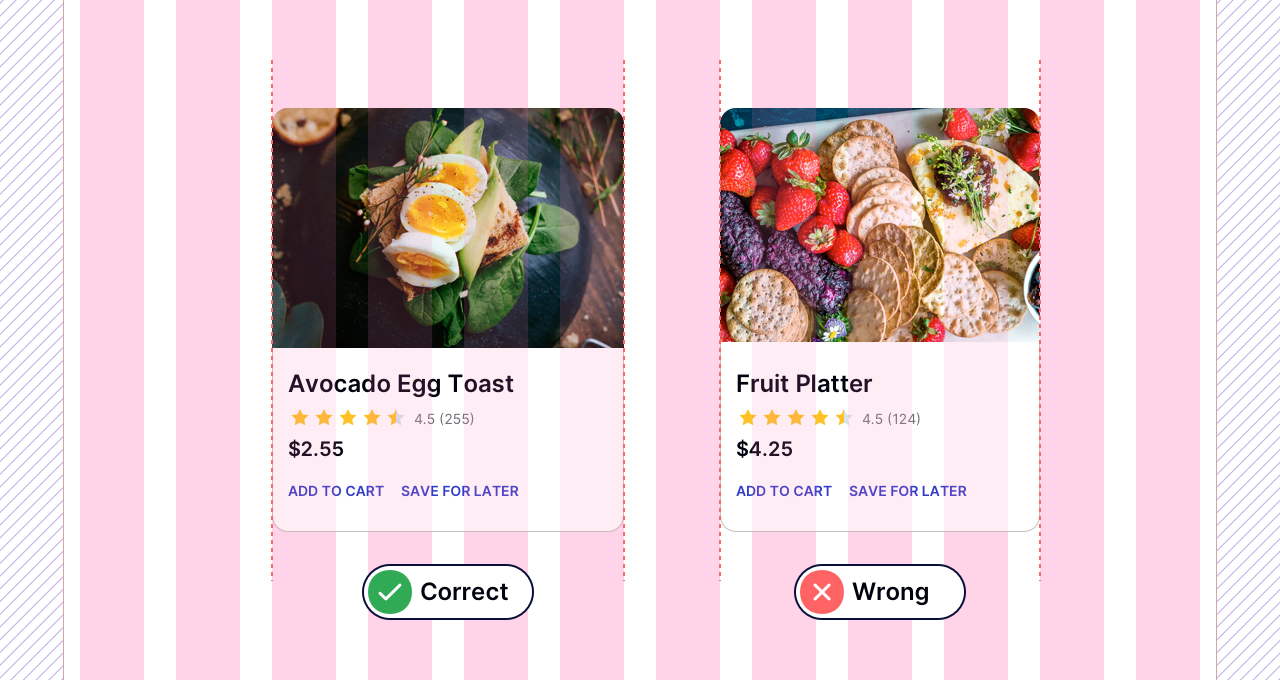 Avocado Egg Toast
4.5 (255)
$2.55
ADD TO CART SAVE FOR LATER
Correct
Fruit Platter
4.5 (124)
$4.25
ADD TO CART SAVE FOR LATER
Wrong